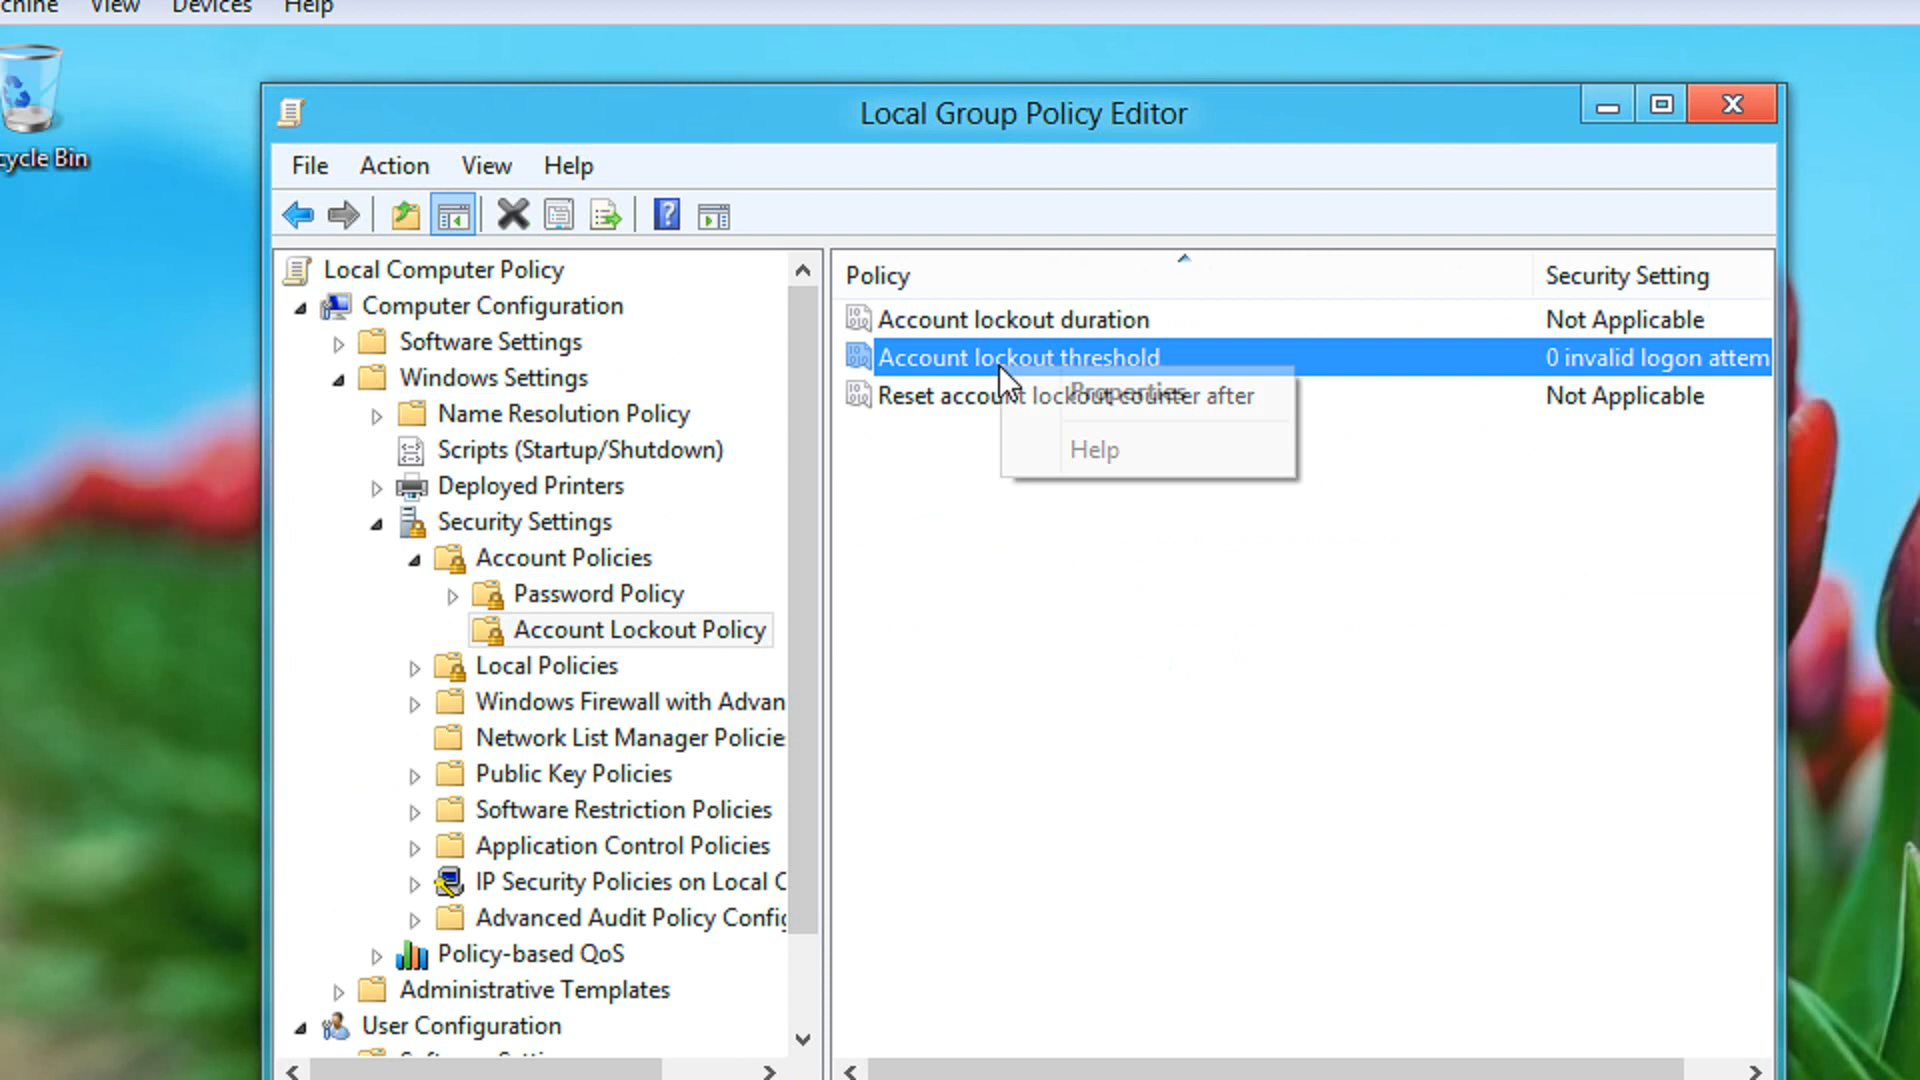 chine View Devices Help
cycle Bin
Local Group Policy Editor
File Action View Help
Local Computer Policy
Computer Configuration
Software Settings
Windows Settings
Name Resolution Policy
Scripts (Startup/Shutdown)
Deployed Printers
Security Settings
Account Policies
Password Policy
Account Lockout Policy
Local Policies
Windows Firewall with Advan
Network List Manager Policie
Public Key Policies
Software Restriction Policies
Application Control Policies
IP Security Policies on Local C
Advanced Audit Policy Config
Policy-based QoS
Administrative Templates
User Configuration
Policy Security Setting
Account lockout duration Not Applicable
Account lockout threshold 0 invalid logon attem
Reset account lockout counter after Not Applicable
Properties
Help